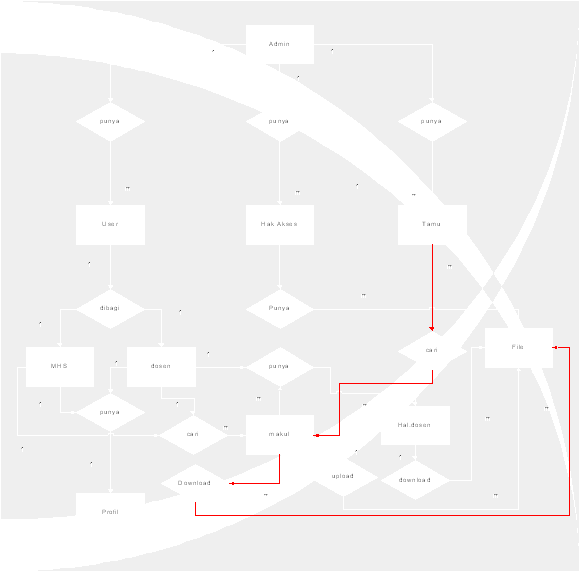 Admin
punya
punya
punya
User
Hak Akses
Tamu
dibagi
Punya
cari
File
MHS
dosen
punya
punya
cari
makul
Hal.dosen
Download
upload
download